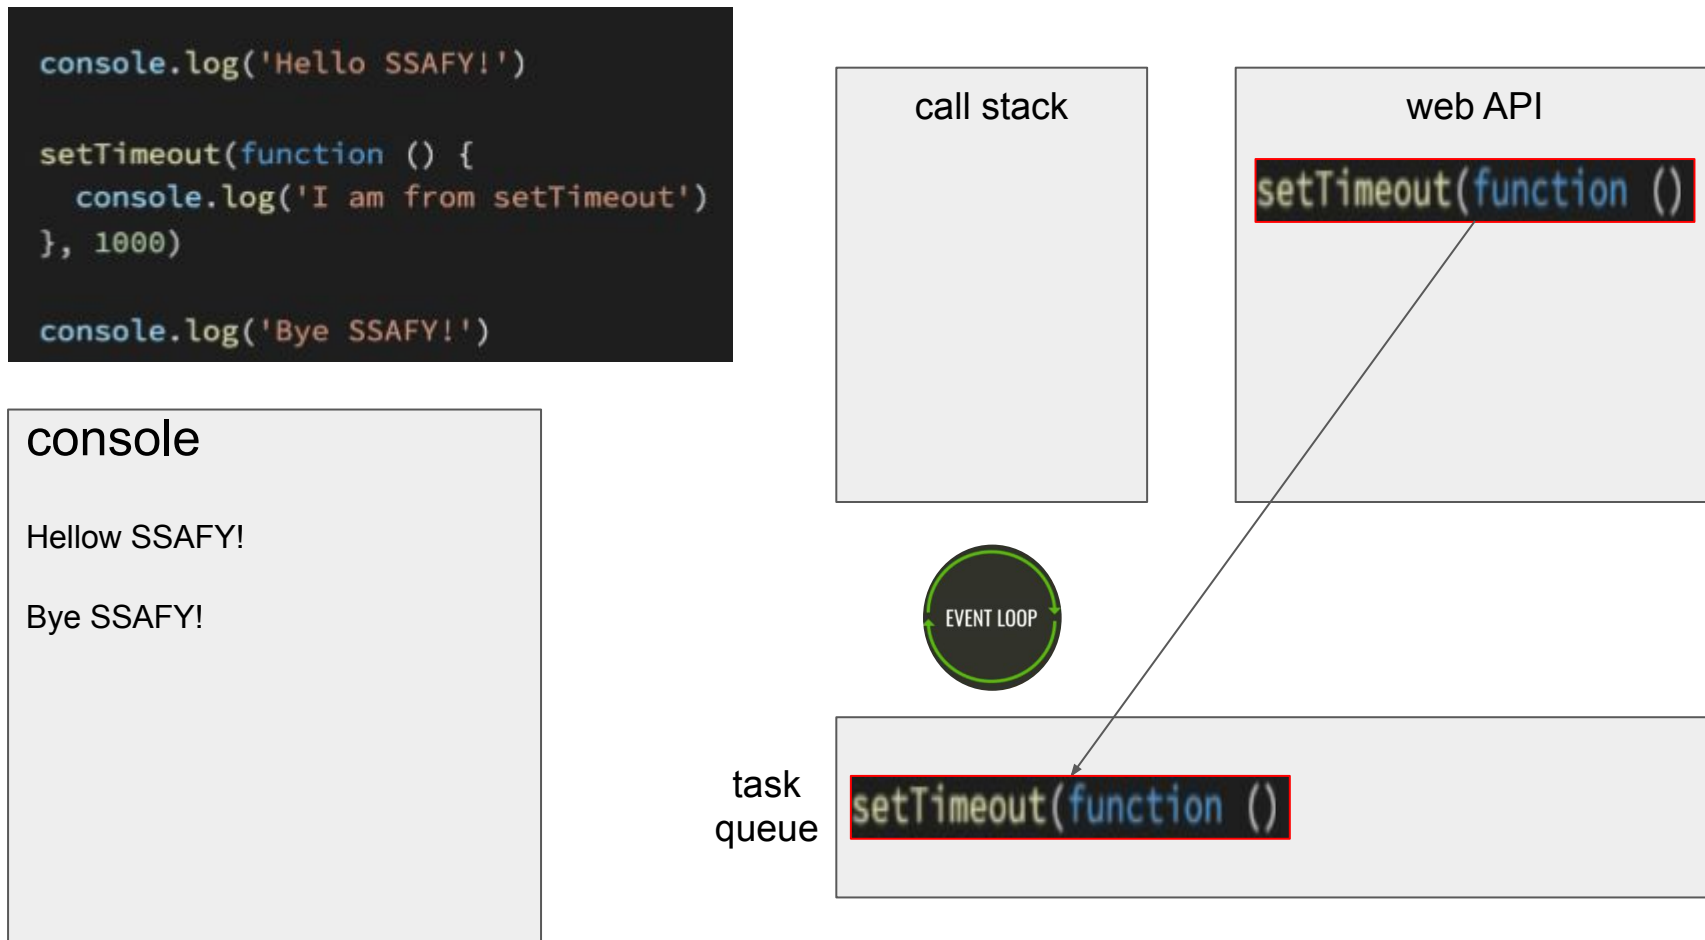 console.log('Hello SSAFY!')
setTimeout(function () {
  console.log('I am from setTimeout')
}, 1000)
console.log('Bye SSAFY!')
console
Hellow SSAFY!
Bye SSAFY!
call stack
web API
setTimeout(function ()
EVENT LOOP
task
queue
setTimeout(function ()